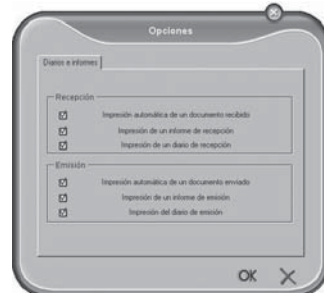 Opciones
Diarios e informes
Recepción
Impresión automática de un documento recibido
Impresión de un informe de recepción
Impresión de un diario de recepción
Emisión
Impresión automática de un documento enviado
Impresión de un informe de emisión
Impresión del diario de emisión
OK